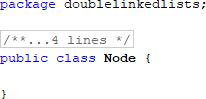 package doublelinkedlists;
/**...4 lines */
public class Node {
}